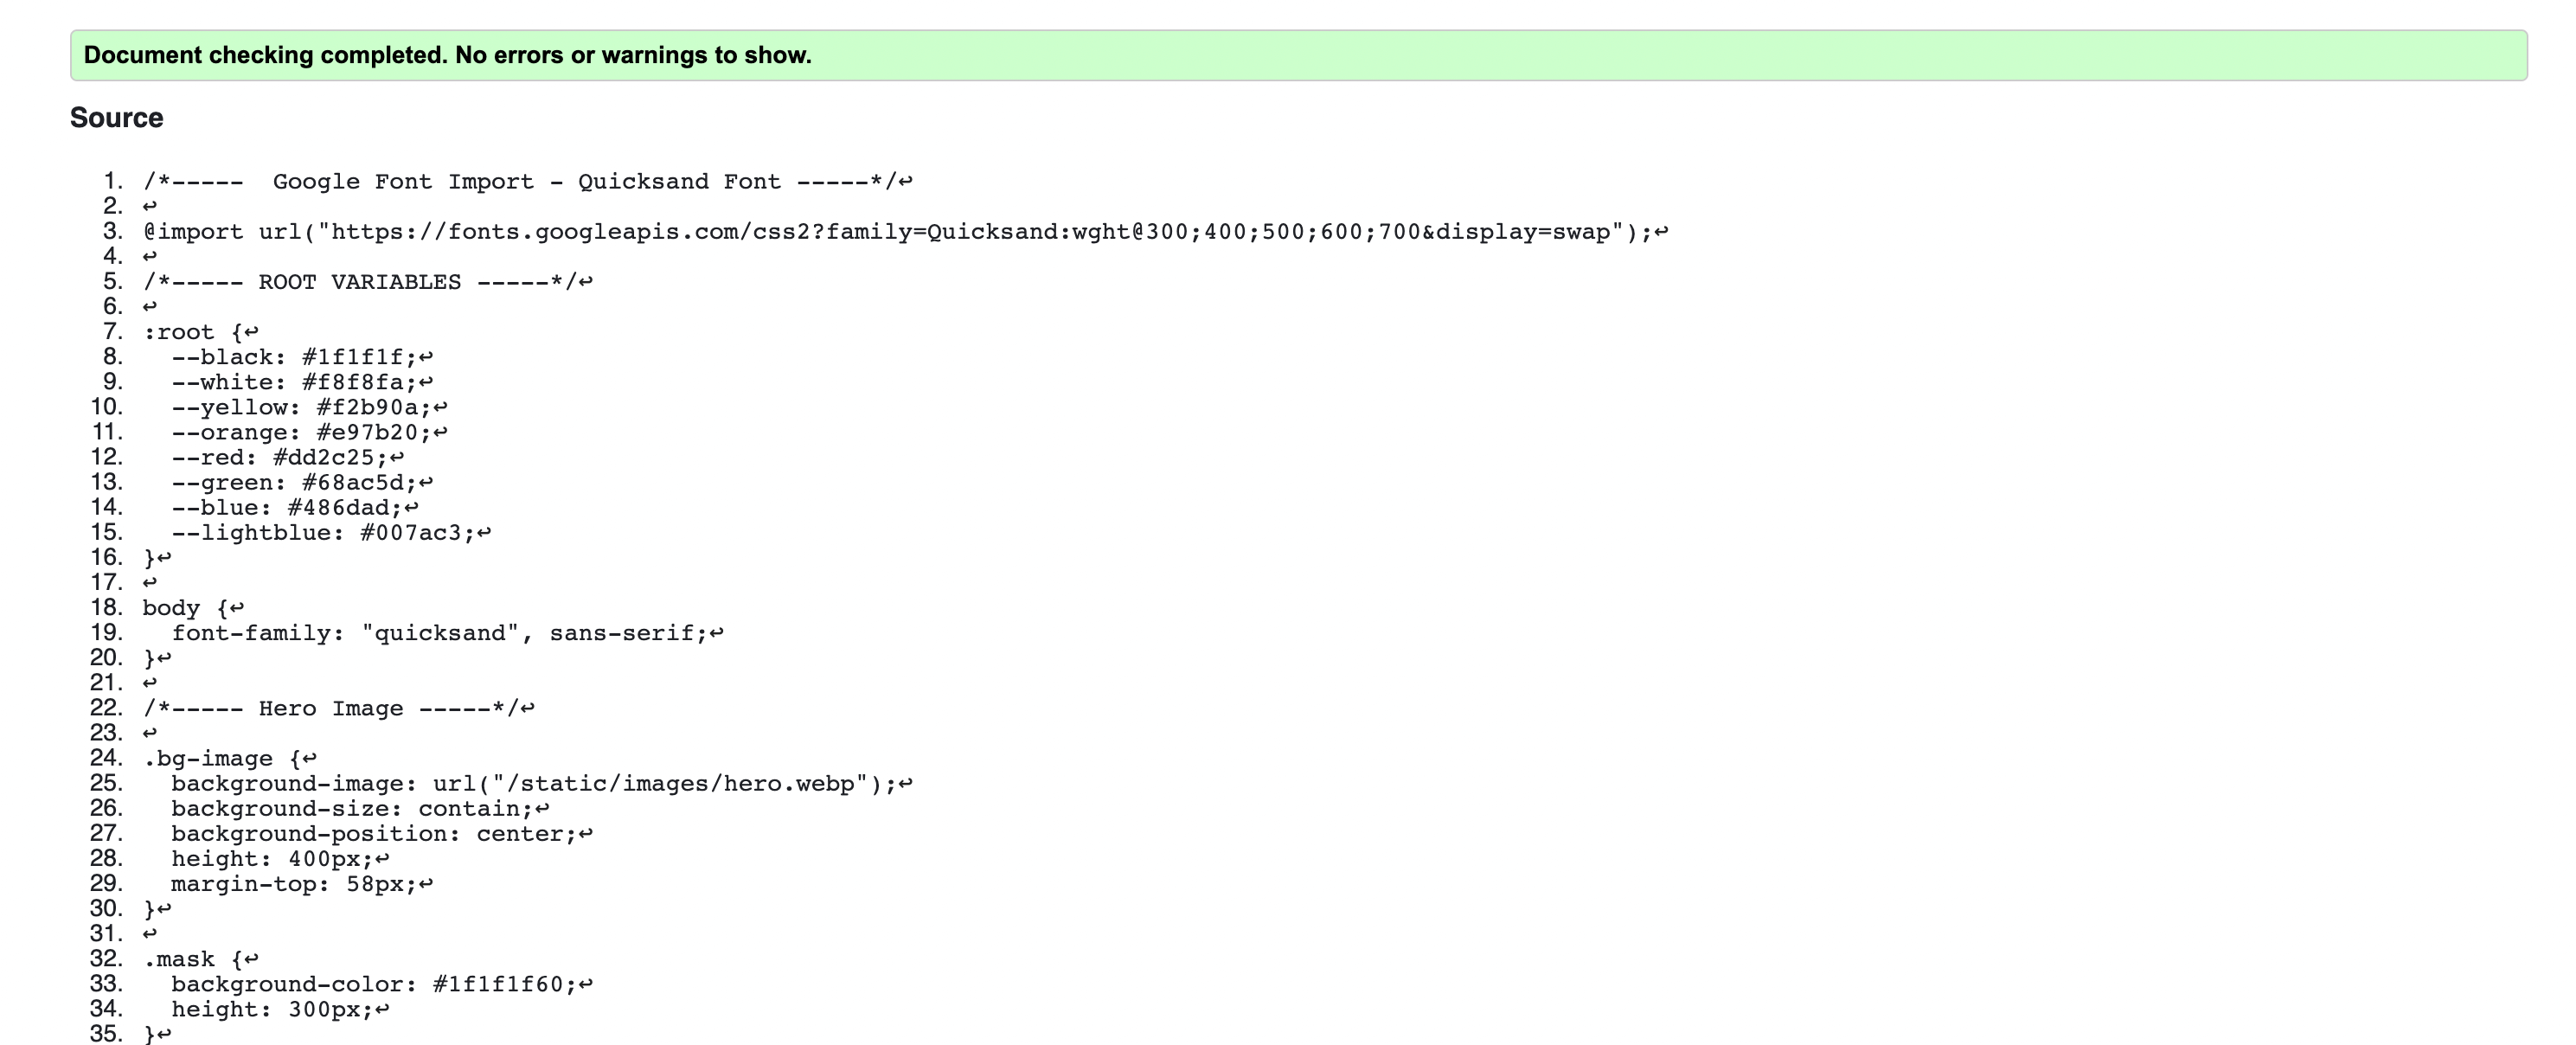 Document checking completed. No errors or warnings to show.
Source
1. /*-----  Google Font Import - Quicksand Font -----*/↩
2. ↩
3. @import url("https://fonts.googleapis.com/css2?family=Quicksand:wght@300;400;500;600;700&display=swap");↩
4. ↩
5. /*----- ROOT VARIABLES -----*/↩
6. ↩
7. :root {↩
8.   --black: #1f1f1f;↩
9.   --white: #f8f8fa;↩
10.   --yellow: #f2b90a;↩
11.   --orange: #e97b20;↩
12.   --red: #dd2c25;↩
13.   --green: #68ac5d;↩
14.   --blue: #486dad;↩
15.   --lightblue: #007ac3;↩
16. }↩
17. ↩
18. body {↩
19.   font-family: "quicksand", sans-serif;↩
20. }↩
21. ↩
22. /*----- Hero Image -----*/↩
23. ↩
24. .bg-image {↩
25.   background-image: url("/static/images/hero.webp");↩
26.   background-size: contain;↩
27.   background-position: center;↩
28.   height: 400px;↩
29.   margin-top: 58px;↩
30. }↩
31. ↩
32. .mask {↩
33.   background-color: #1f1f1f60;↩
34.   height: 300px;↩
35. }↩